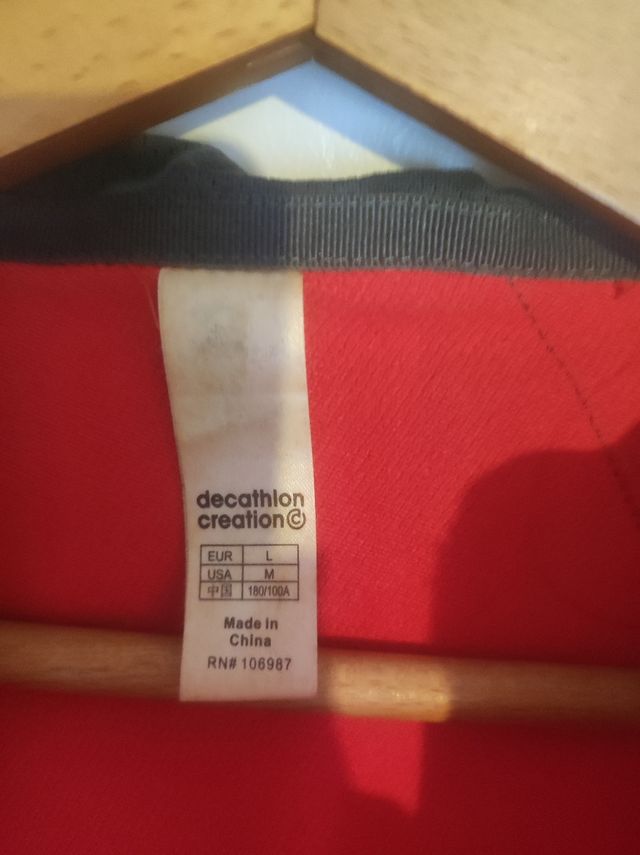 decathlon
creation©
EUR L
USA M
中国 180/100A
Made in
China
RN# 106987